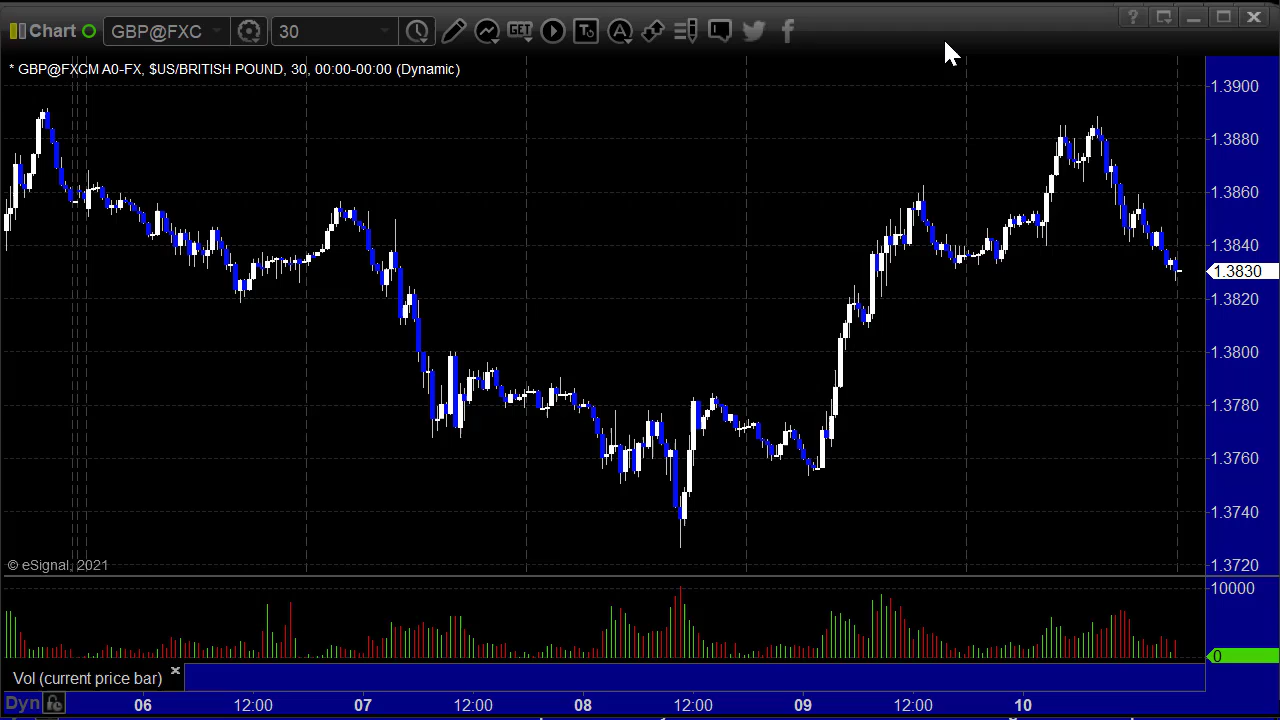 Chart GBP@FXC 30 GET T A ?
* GBP@FXCM A0-FX, $US/BRITISH POUND, 30, 00:00-00:00 (Dynamic)
1.3900
1.3880
1.3860
1.3840
1.3830
1.3820
1.3800
1.3780
1.3760
1.3740
1.3720
© eSignal, 2021
10000
0
Vol (current price bar) ×
Dyn 06 12:00 07 12:00 08 12:00 09 12:00 10